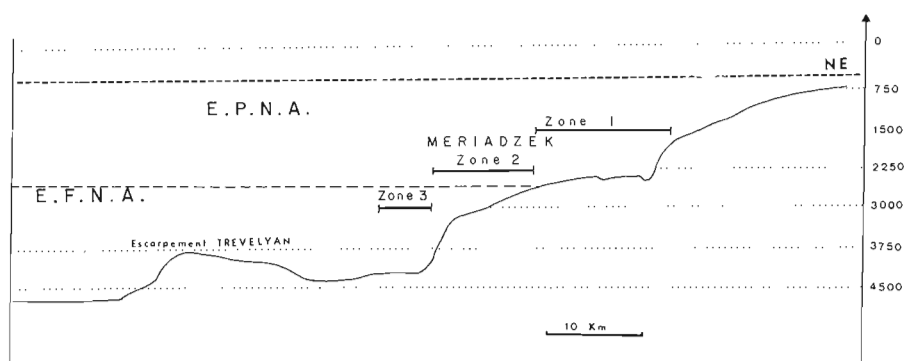 0
NE
750
E.P.N.A.
Zone 1
1500
MERIADZEK
Zone 2
2250
E.F.N.A.
Zone 3
3000
Escarpement TREVELYAN
3750
4500
10 Km